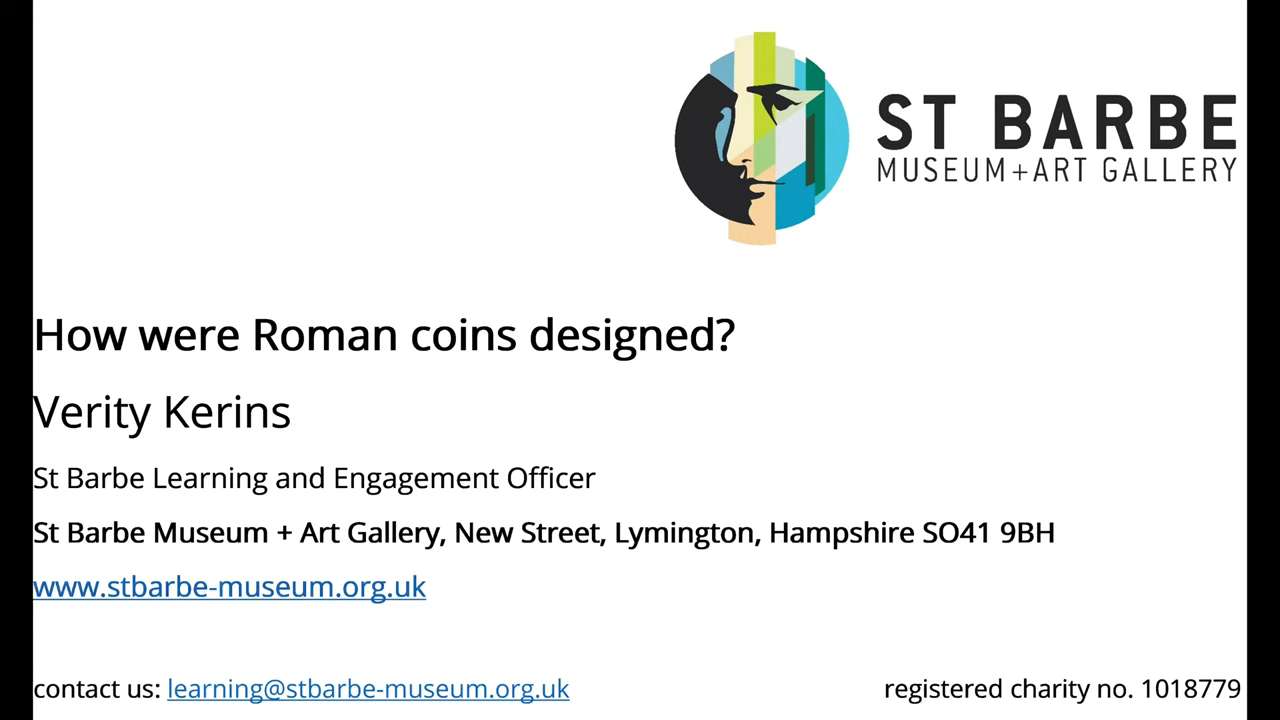 ST BARBE
MUSEUM+ART GALLERY
How were Roman coins designed?
Verity Kerins
St Barbe Learning and Engagement Officer
St Barbe Museum + Art Gallery, New Street, Lymington, Hampshire SO41 9BH
www.stbarbe-museum.org.uk
contact us: learning@stbarbe-museum.org.uk
registered charity no. 1018779